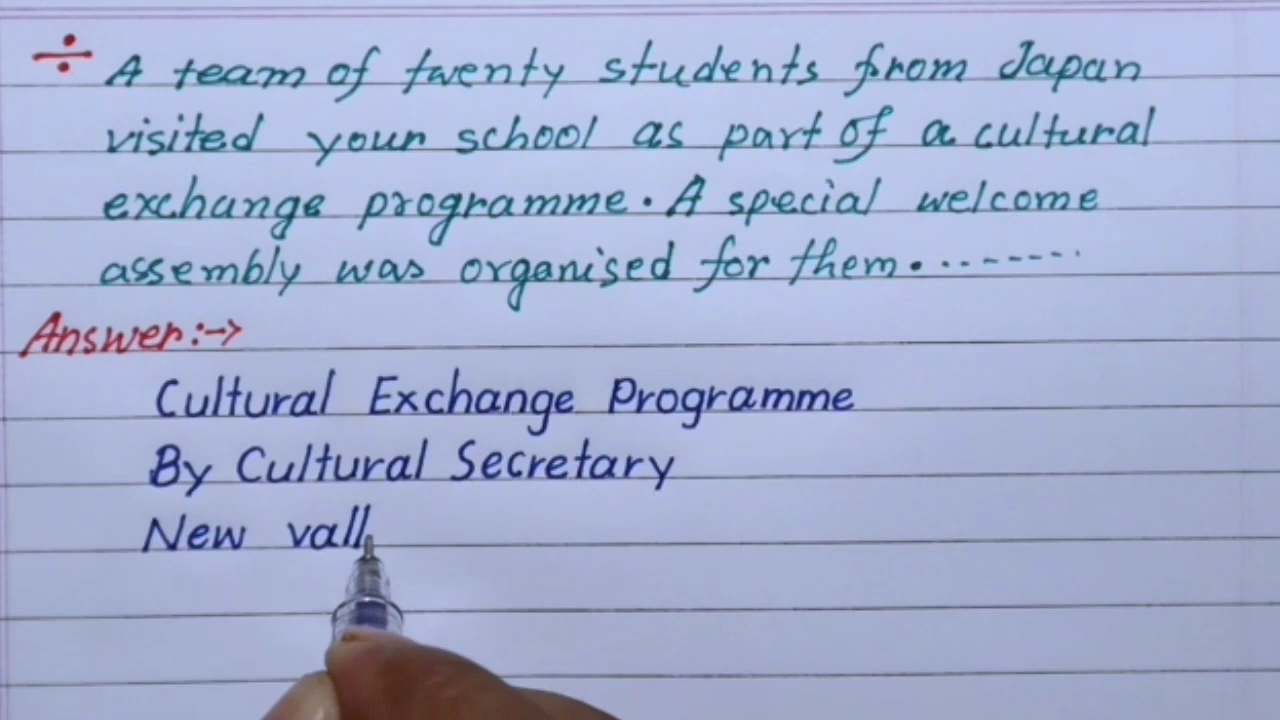 ÷ A team of twenty students from Japan
visited your school as part of a cultural
exchange programme. A special welcome
assembly was organised for them.........
Answer:→
Cultural Exchange Programme
By Cultural Secretary
New vall